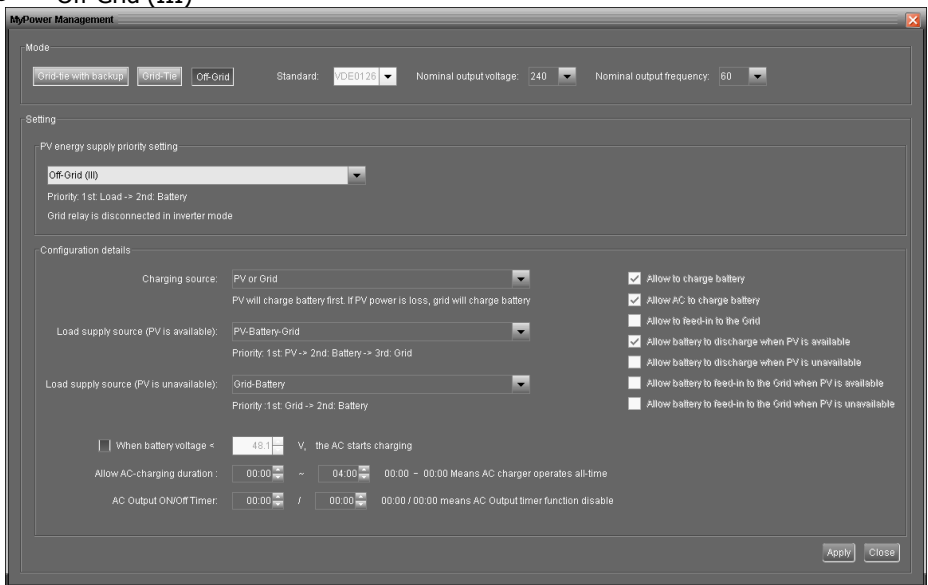 Off-Grid (III)
MyPower Management
Mode
Grid-tie with backup Grid-Tie Off-Grid Standard: VDE0126 Nominal output voltage: 240 Nominal output frequency: 60
Setting
PV energy supply priority setting
Off-Grid (III)
Priority: 1st: Load -> 2nd: Battery
Grid relay is disconnected in inverter mode
Configuration details
Charging source: PV or Grid
PV will charge battery first. If PV power is loss, grid will charge battery
Load supply source (PV is available): PV-Battery-Grid
Priority: 1st: PV -> 2nd: Battery -> 3rd: Grid
Load supply source (PV is unavailable): Grid-Battery
Priority :1st: Grid -> 2nd: Battery
Allow to charge battery
Allow AC to charge battery
Allow to feed-in to the Grid
Allow battery to discharge when PV is available
Allow battery to discharge when PV is unavailable
Allow battery to feed-in to the Grid when PV is available
Allow battery to feed-in to the Grid when PV is unavailable
When battery voltage < 48.1 V, the AC starts charging
Allow AC-charging duration : 00:00 ~ 04:00 00:00 ~ 00:00 Means AC charger operates all-time
AC Output ON/Off Timer: 00:00 / 00:00 00:00 / 00:00 means AC Output timer function disable
Apply Close